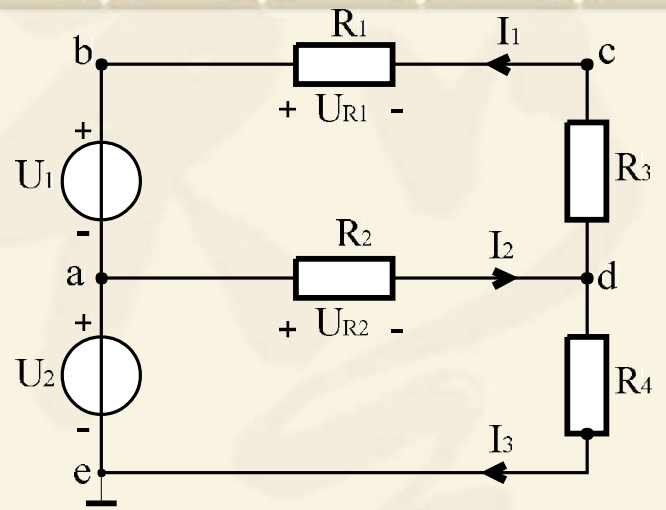 R1
b
I1
c
+ UR1 -
+
U1
R3
-
R2
I2
a
d
+
+ UR2 -
U2
R4
-
I3
e